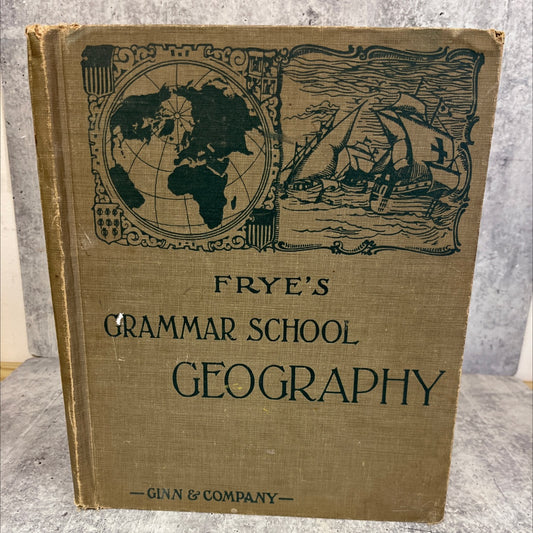 FRYE'S
GRAMMAR SCHOOL
GEOGRAPHY
—GINN & COMPANY—